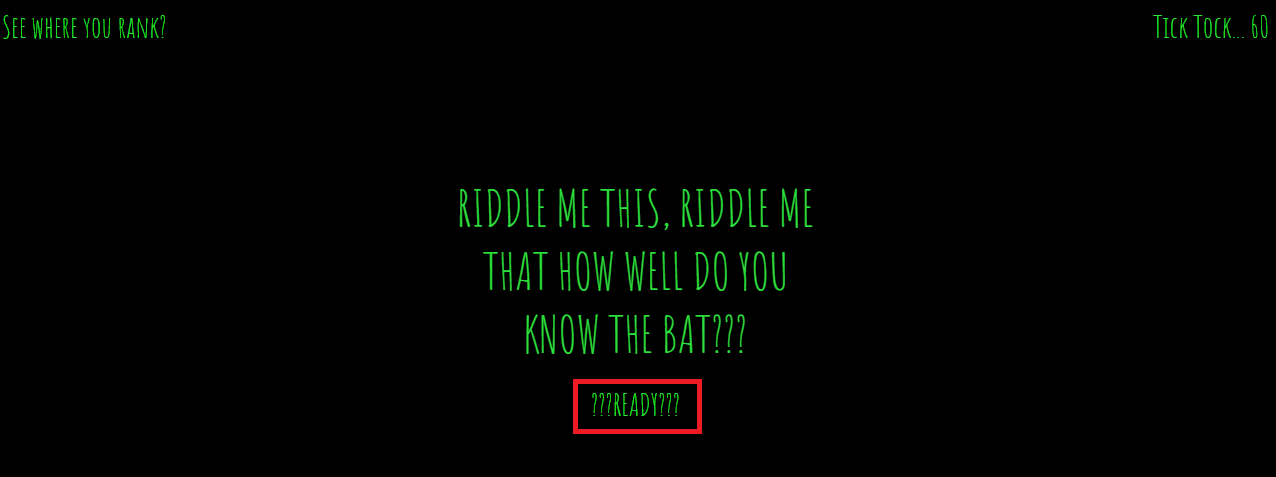 See where you rank?
Tick Tock... 60
RIDDLE ME THIS, RIDDLE ME
THAT HOW WELL DO YOU
KNOW THE BAT???
???READY???